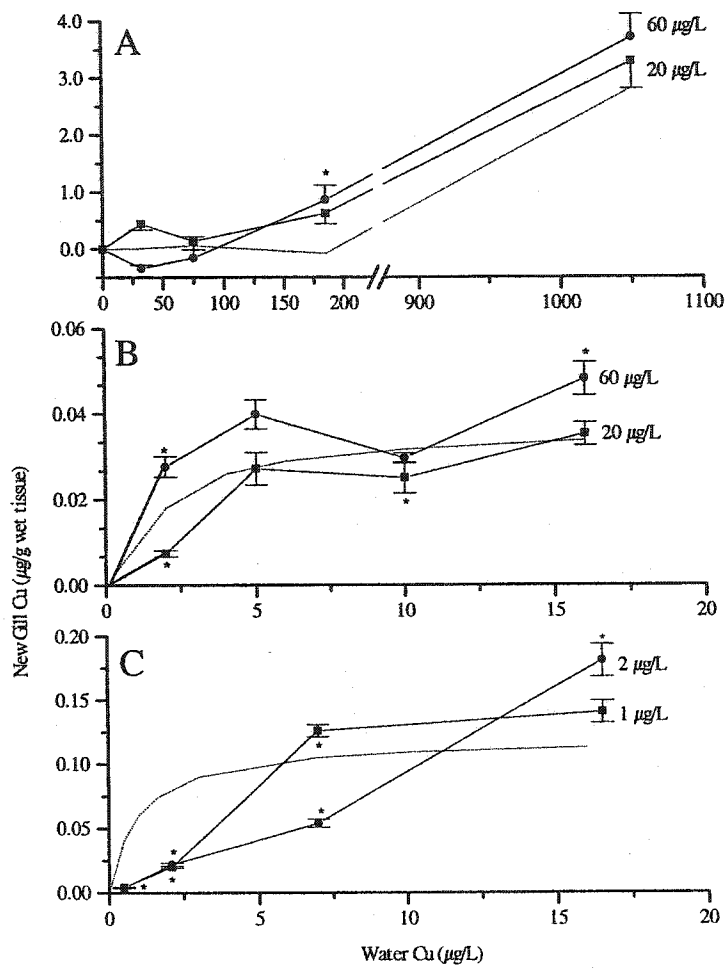 A
4.0
3.0
2.0
1.0
0.0
60 µg/L
20 µg/L
*
0 50 100 150 200 900 1000 1100
B
0.06
0.04
0.02
0.00
*
*
*
*
60 µg/L
20 µg/L
0 5 10 15 20
New Gill Cu (µg/g wet tissue)
C
0.20
0.15
0.10
0.05
0.00
*
*
*
*
*
*
2 µg/L
1 µg/L
0 5 10 15 20
Water Cu (µg/L)